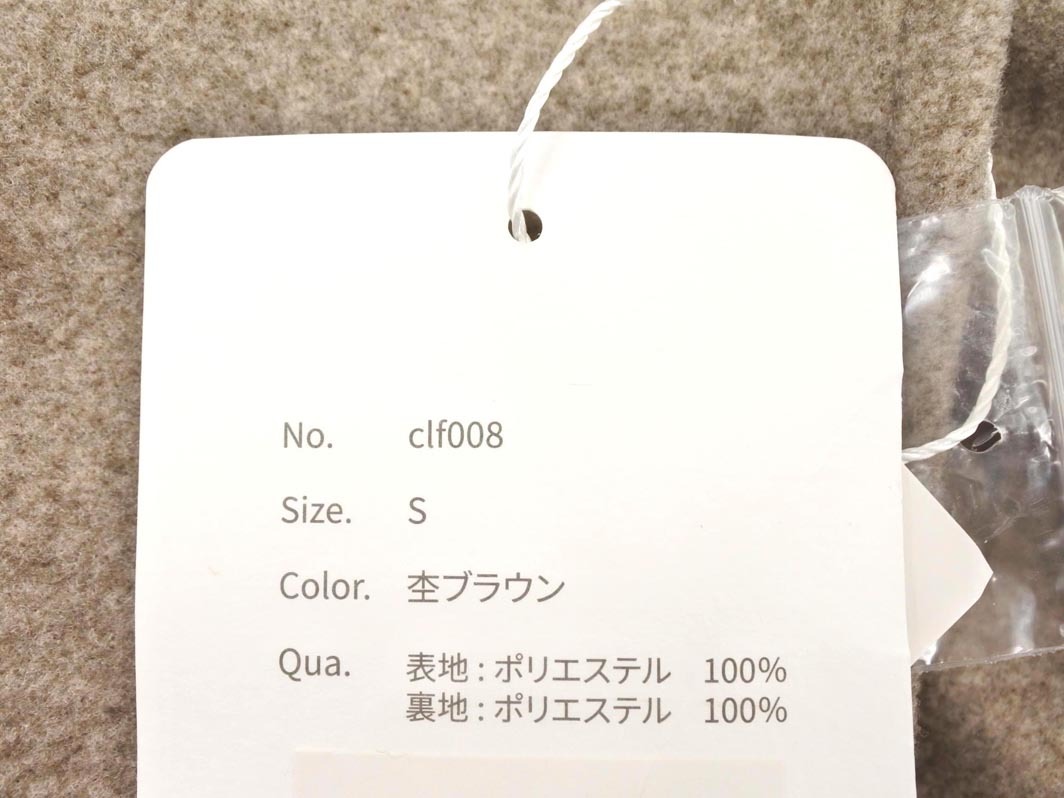 No. clf008
Size. S
Color. 杢ブラウン
Qua. 表地 : ポリエステル 100%
裏地 : ポリエステル 100%